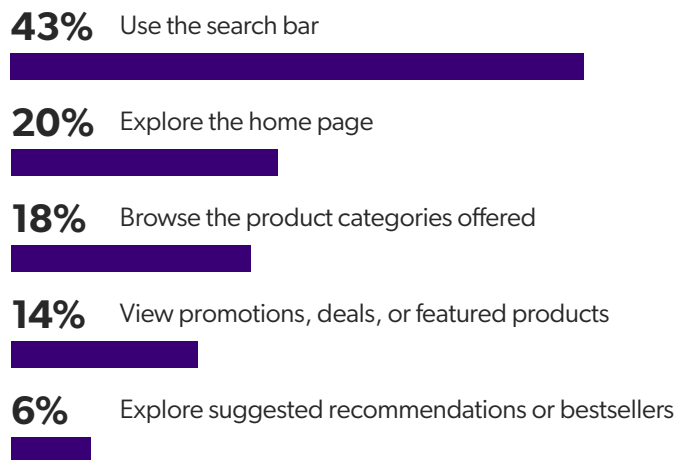 43% Use the search bar
20% Explore the home page
18% Browse the product categories offered
14% View promotions, deals, or featured products
6% Explore suggested recommendations or bestsellers